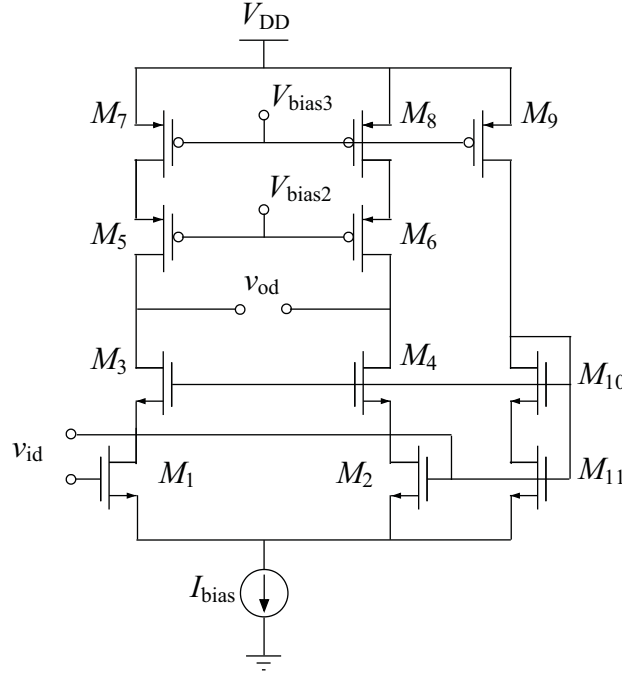 V_DD
M_7
V_bias3
M_8
M_9
V_bias2
M_5
M_6
v_od
M_3
M_4
M_10
v_id
M_1
M_2
M_11
I_bias